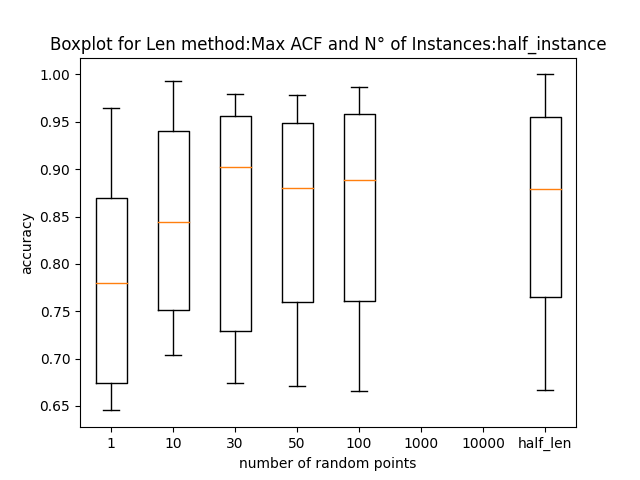 Boxplot for Len method:Max ACF and N° of Instances:half_instance
1.00
0.95
0.90
0.85
0.80
0.75
0.70
0.65
accuracy
1 10 30 50 100 1000 10000 half_len
number of random points